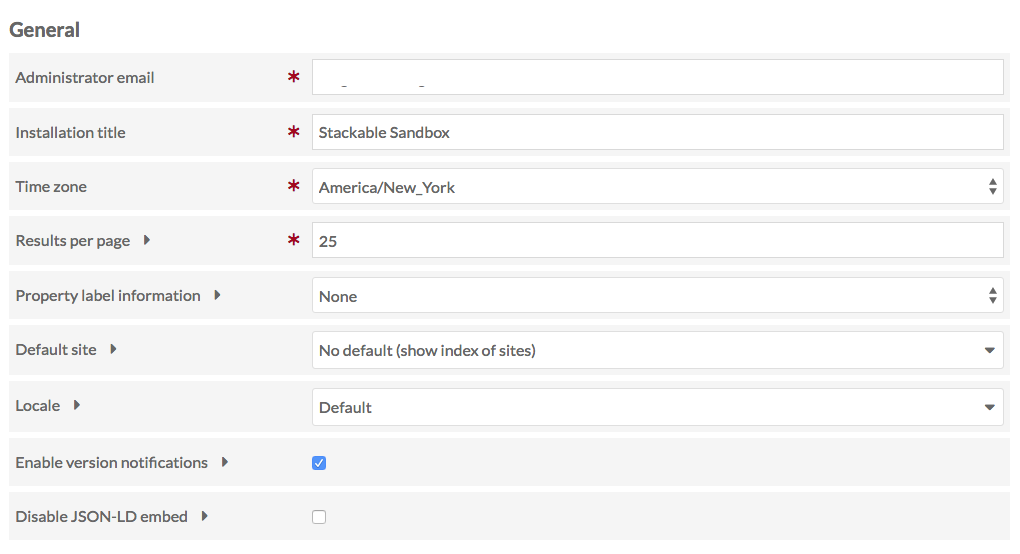 General
Administrator email *
Installation title * Stackable Sandbox
Time zone * America/New_York
Results per page * 25
Property label information None
Default site No default (show index of sites)
Locale Default
Enable version notifications
Disable JSON-LD embed